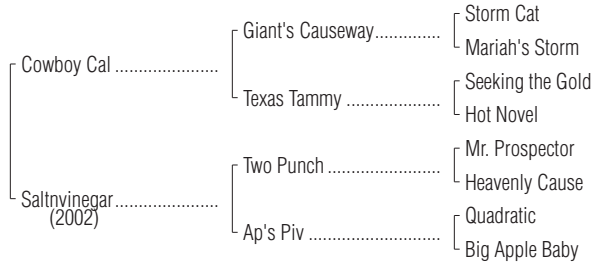 Storm Cat
Giant's Causeway..............
Mariah's Storm
Cowboy Cal ......................
Seeking the Gold
Texas Tammy ....................
Hot Novel
Mr. Prospector
Two Punch ........................
Heavenly Cause
Saltnvinegar......................
(2002)
Quadratic
Ap's Piv ............................
Big Apple Baby